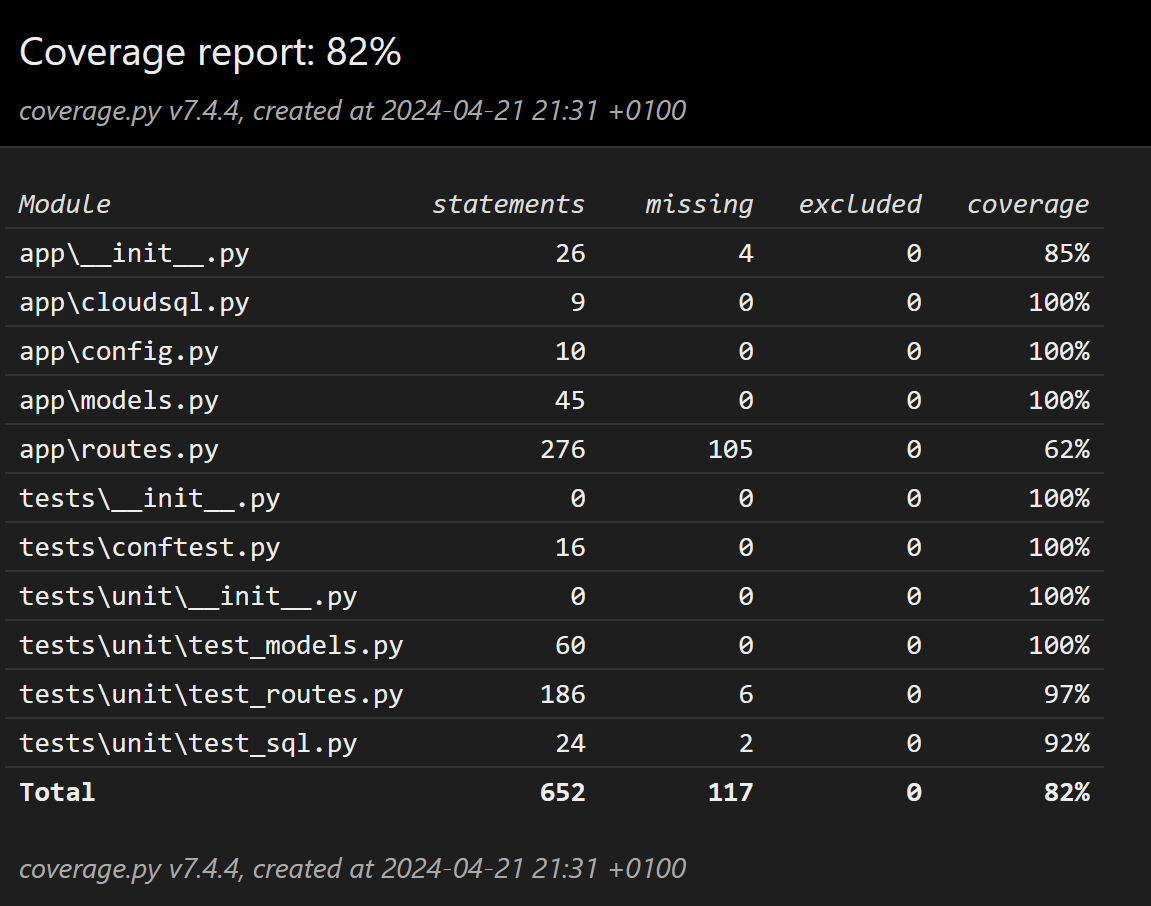 Coverage report: 82%
coverage.py v7.4.4, created at 2024-04-21 21:31 +0100
Module statements missing excluded coverage
app\__init__.py 26 4 0 85%
app\cloudsql.py 9 0 0 100%
app\config.py 10 0 0 100%
app\models.py 45 0 0 100%
app\routes.py 276 105 0 62%
tests\__init__.py 0 0 0 100%
tests\conftest.py 16 0 0 100%
tests\unit\__init__.py 0 0 0 100%
tests\unit\test_models.py 60 0 0 100%
tests\unit\test_routes.py 186 6 0 97%
tests\unit\test_sql.py 24 2 0 92%
Total 652 117 0 82%
coverage.py v7.4.4, created at 2024-04-21 21:31 +0100